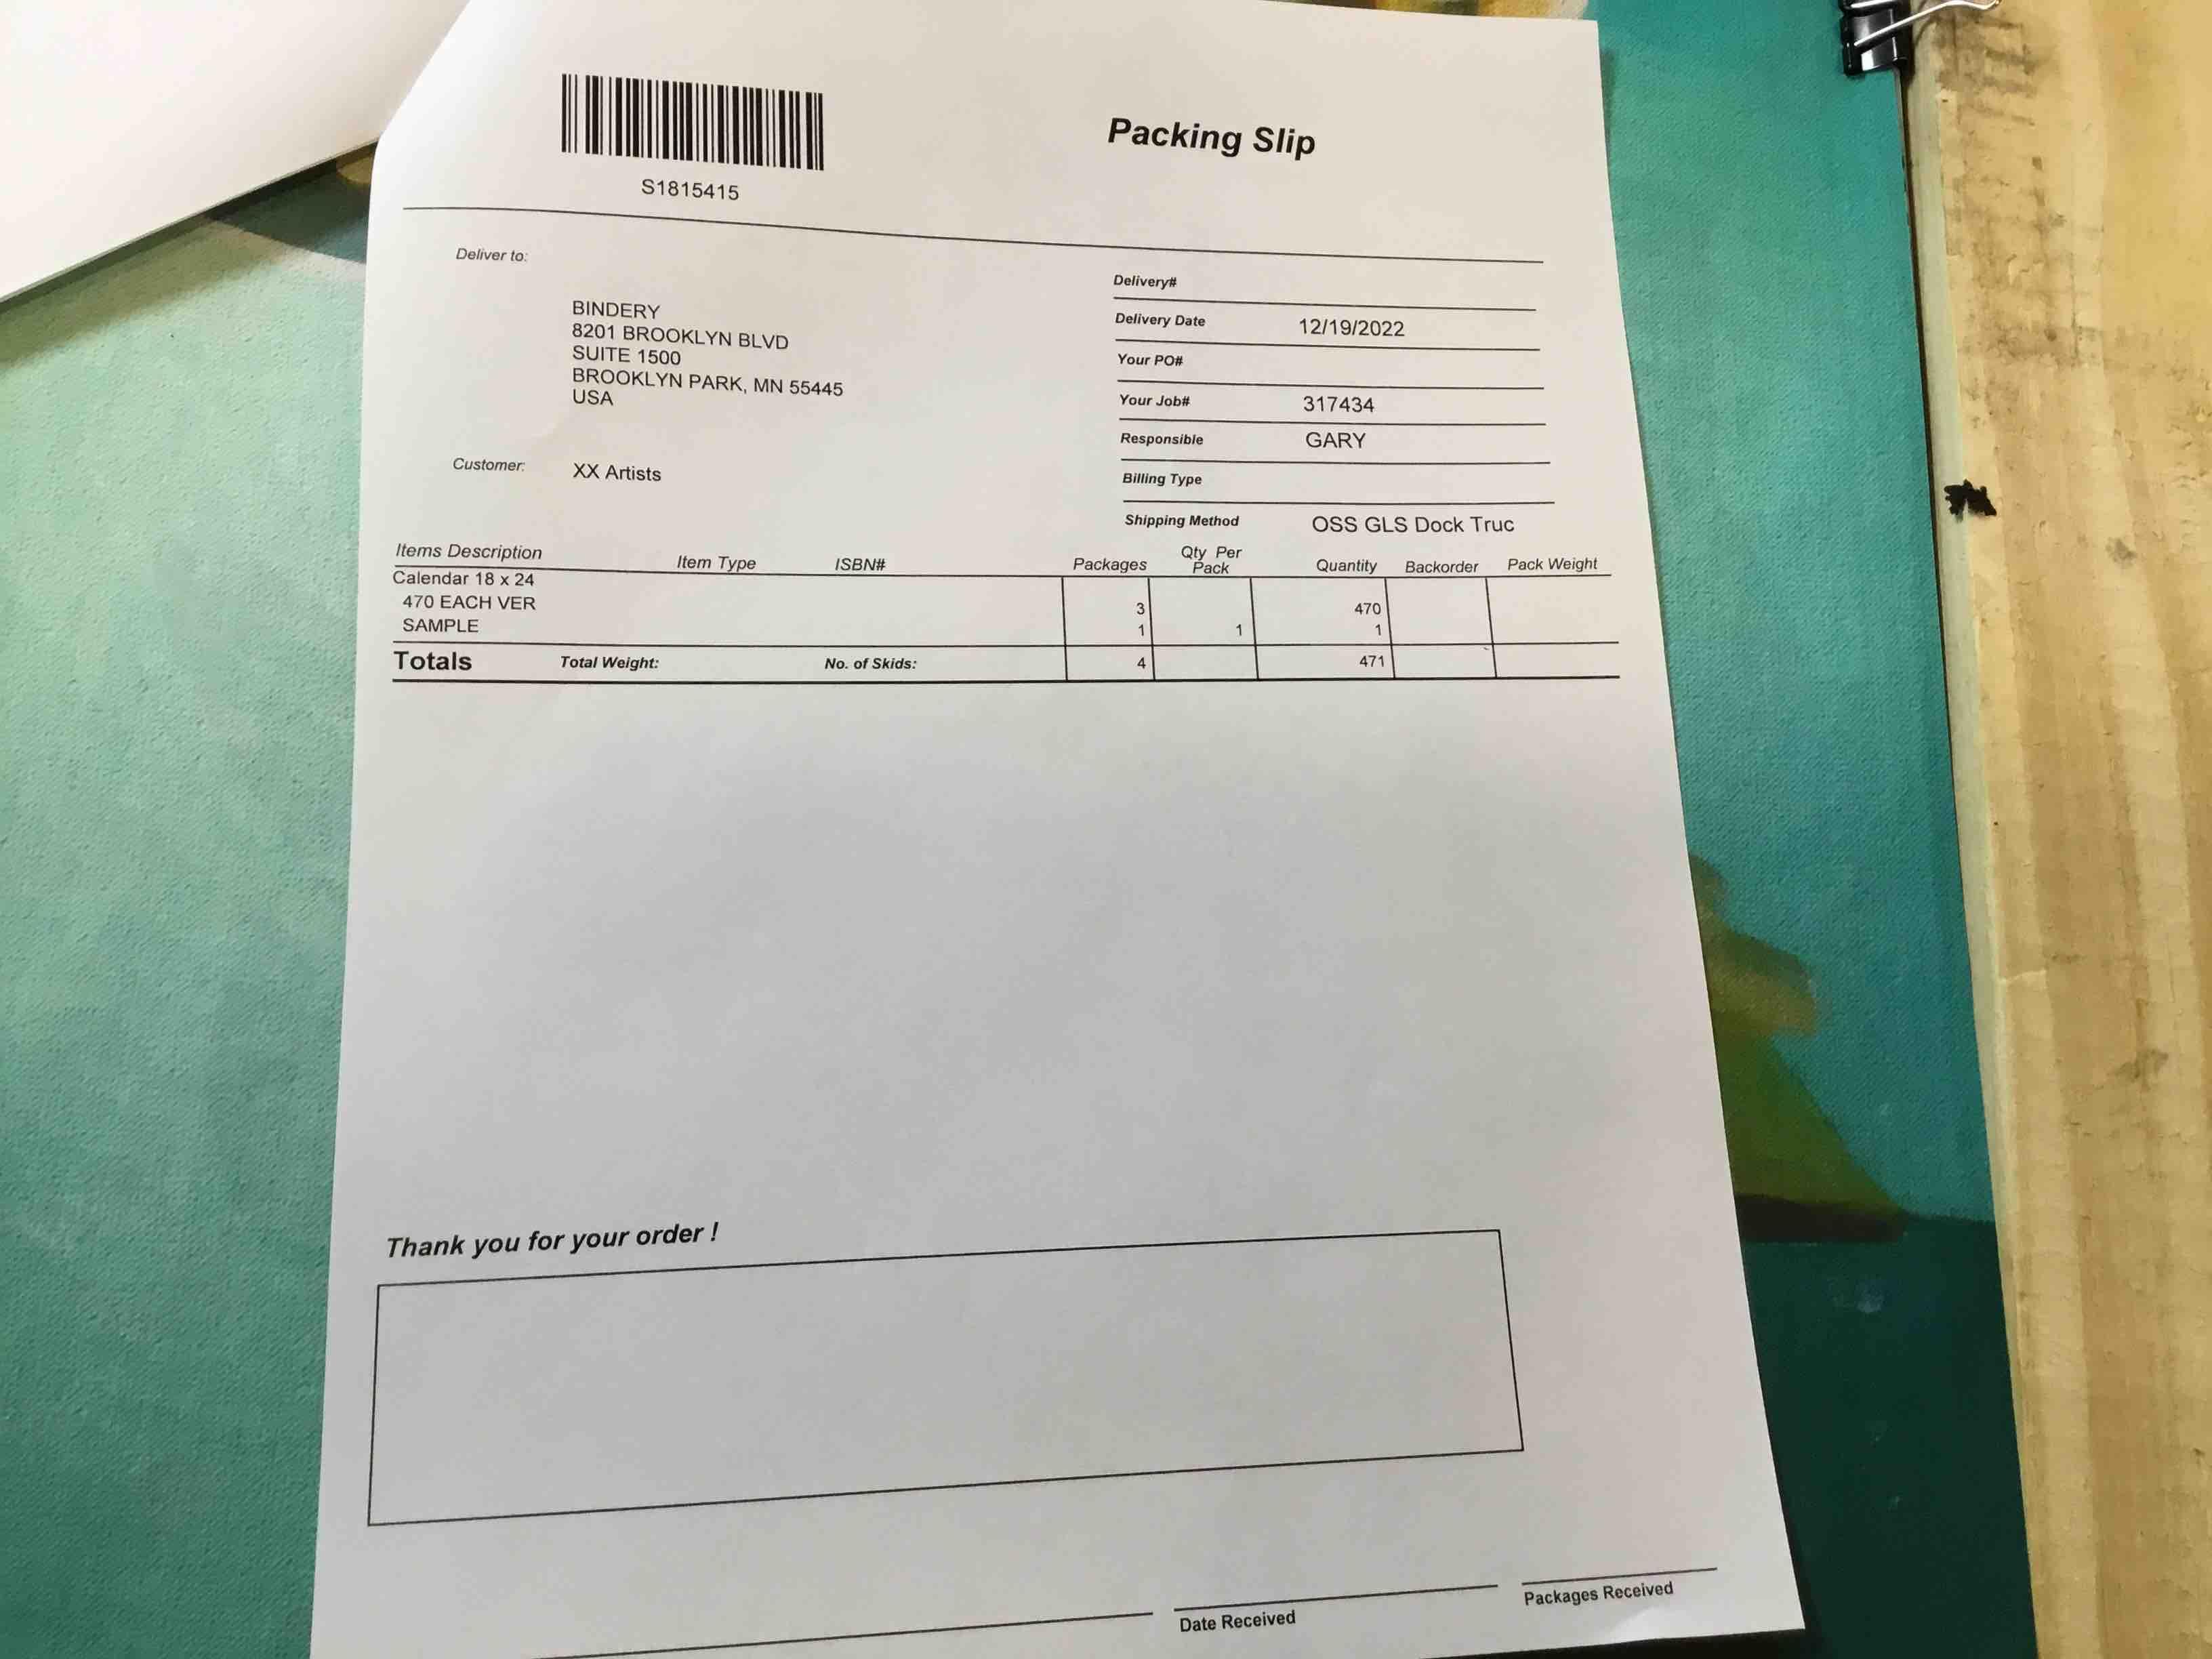 Packing Slip
S1815415
Deliver to:
BINDERY
8201 BROOKLYN BLVD
SUITE 1500
BROOKLYN PARK, MN 55445
USA
Customer: XX Artists
Delivery#
Delivery Date 12/19/2022
Your PO#
Your Job# 317434
Responsible GARY
Billing Type
Shipping Method OSS GLS Dock Truc
Items Description Item Type ISBN# Packages Qty Per Pack Quantity Backorder Pack Weight
Calendar 18 x 24
470 EACH VER 3 470
SAMPLE 1 1 1
Totals Total Weight: No. of Skids: 4 471
Thank you for your order !
Date Received
Packages Received